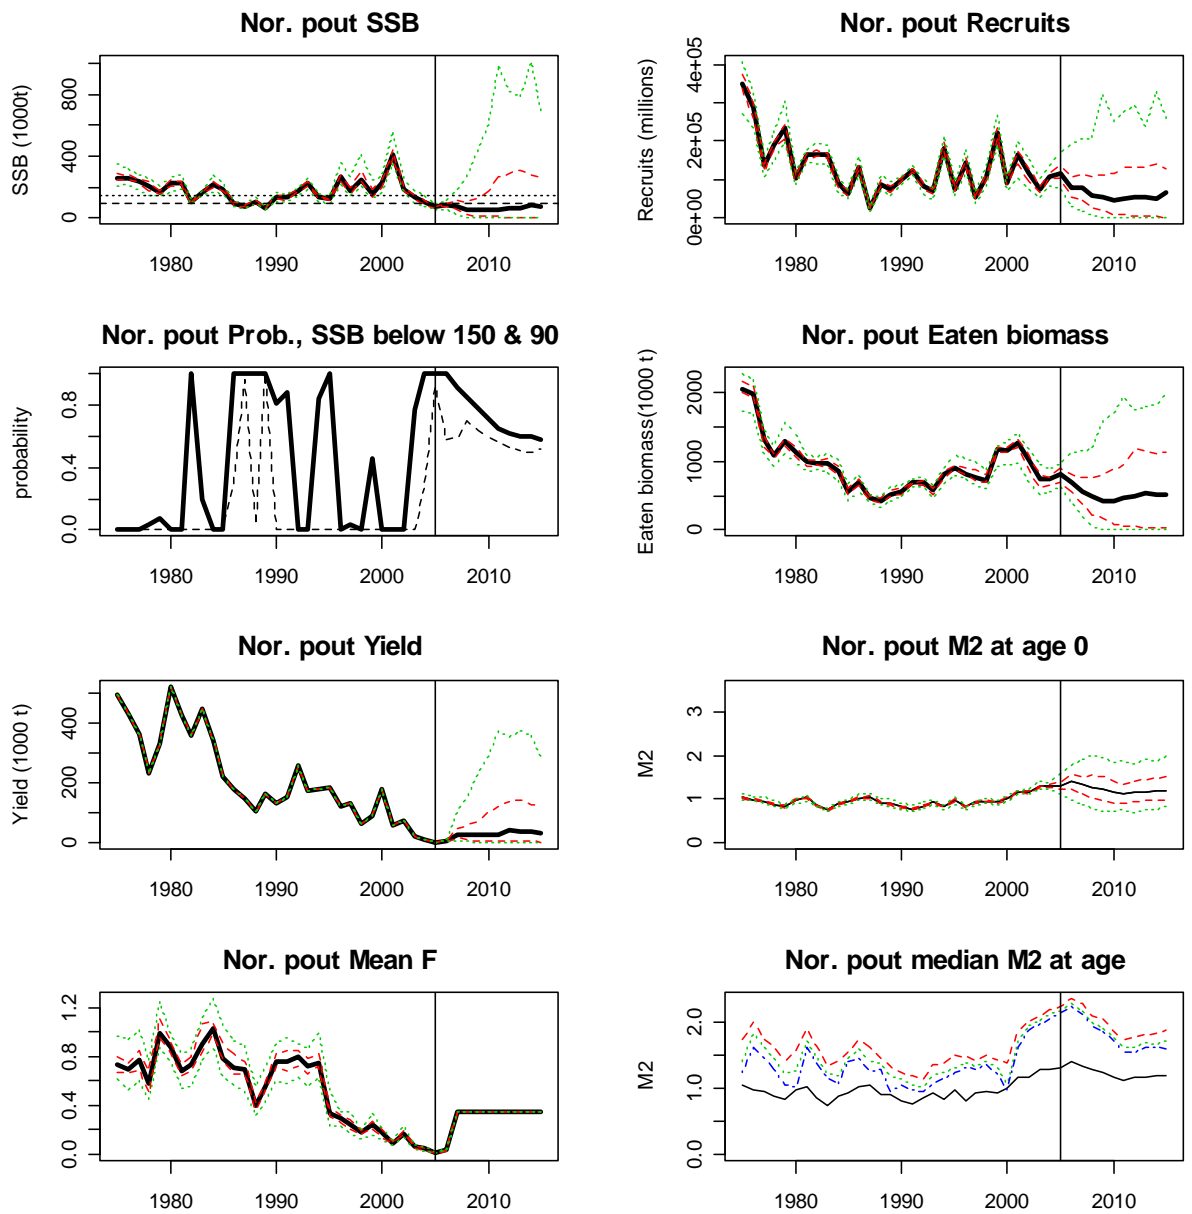 Nor. pout SSB
SSB (1000t)
0 400 800
1980 1990 2000 2010
Nor. pout Recruits
Recruits (millions)
0e+00 2e+05 4e+05
1980 1990 2000 2010
Nor. pout Prob., SSB below 150 & 90
probability
0.0 0.4 0.8
1980 1990 2000 2010
Nor. pout Eaten biomass
Eaten biomass(1000 t)
0 1000 2000
1980 1990 2000 2010
Nor. pout Yield
Yield (1000 t)
0 200 400
1980 1990 2000 2010
Nor. pout M2 at age 0
M2
0 1 2 3
1980 1990 2000 2010
Nor. pout Mean F
0.0 0.4 0.8 1.2
1980 1990 2000 2010
Nor. pout median M2 at age
M2
0.0 1.0 2.0
1980 1990 2000 2010